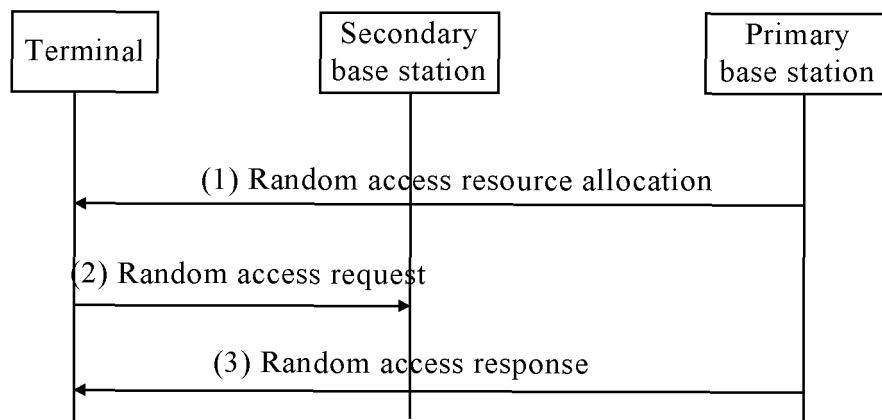 Terminal
Secondary
base station
Primary
base station
(1) Random access resource allocation
(2) Random access request
(3) Random access response